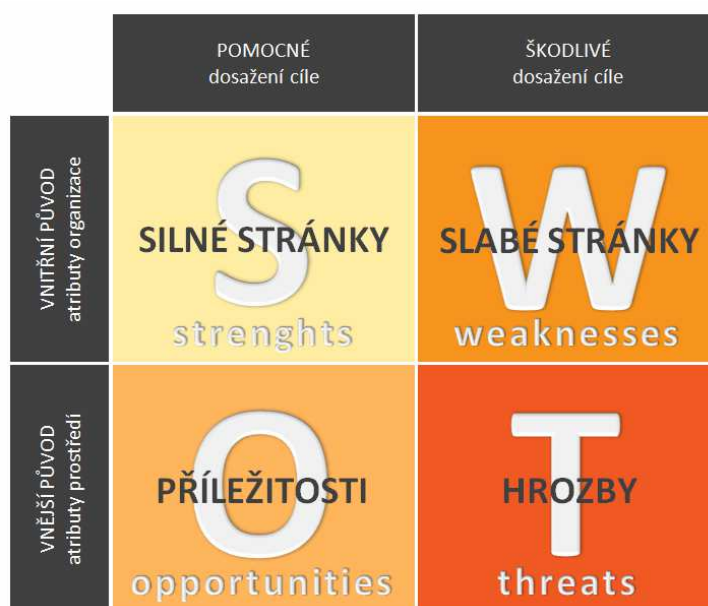 POMOCNÉ
dosažení cíle
ŠKODLIVÉ
dosažení cíle
VNITŘNÍ PŮVOD
atributy organizace
S
SILNÉ STRÁNKY
strenghts
W
SLABÉ STRÁNKY
weaknesses
VNĚJŠÍ PŮVOD
atributy prostředí
O
PŘÍLEŽITOSTI
opportunities
T
HROZBY
threats